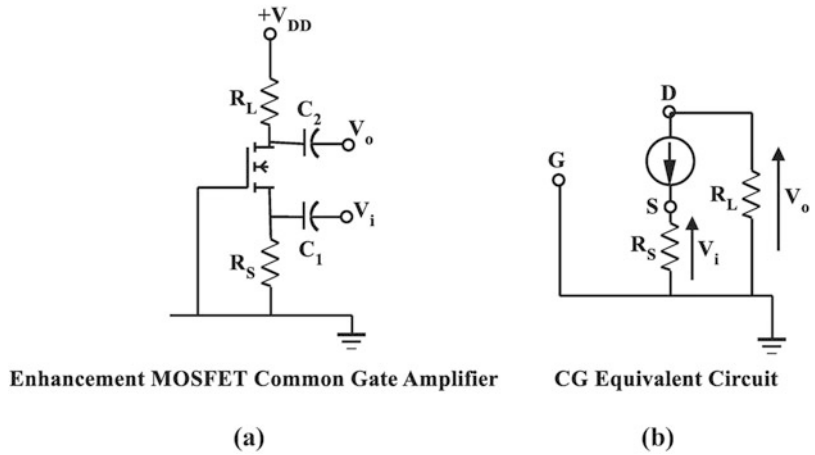 +V_DD
R_L
C_2
V_o
V_i
C_1
R_S
Enhancement MOSFET Common Gate Amplifier
(a)
D
G
S
R_L
V_o
R_S
V_i
CG Equivalent Circuit
(b)